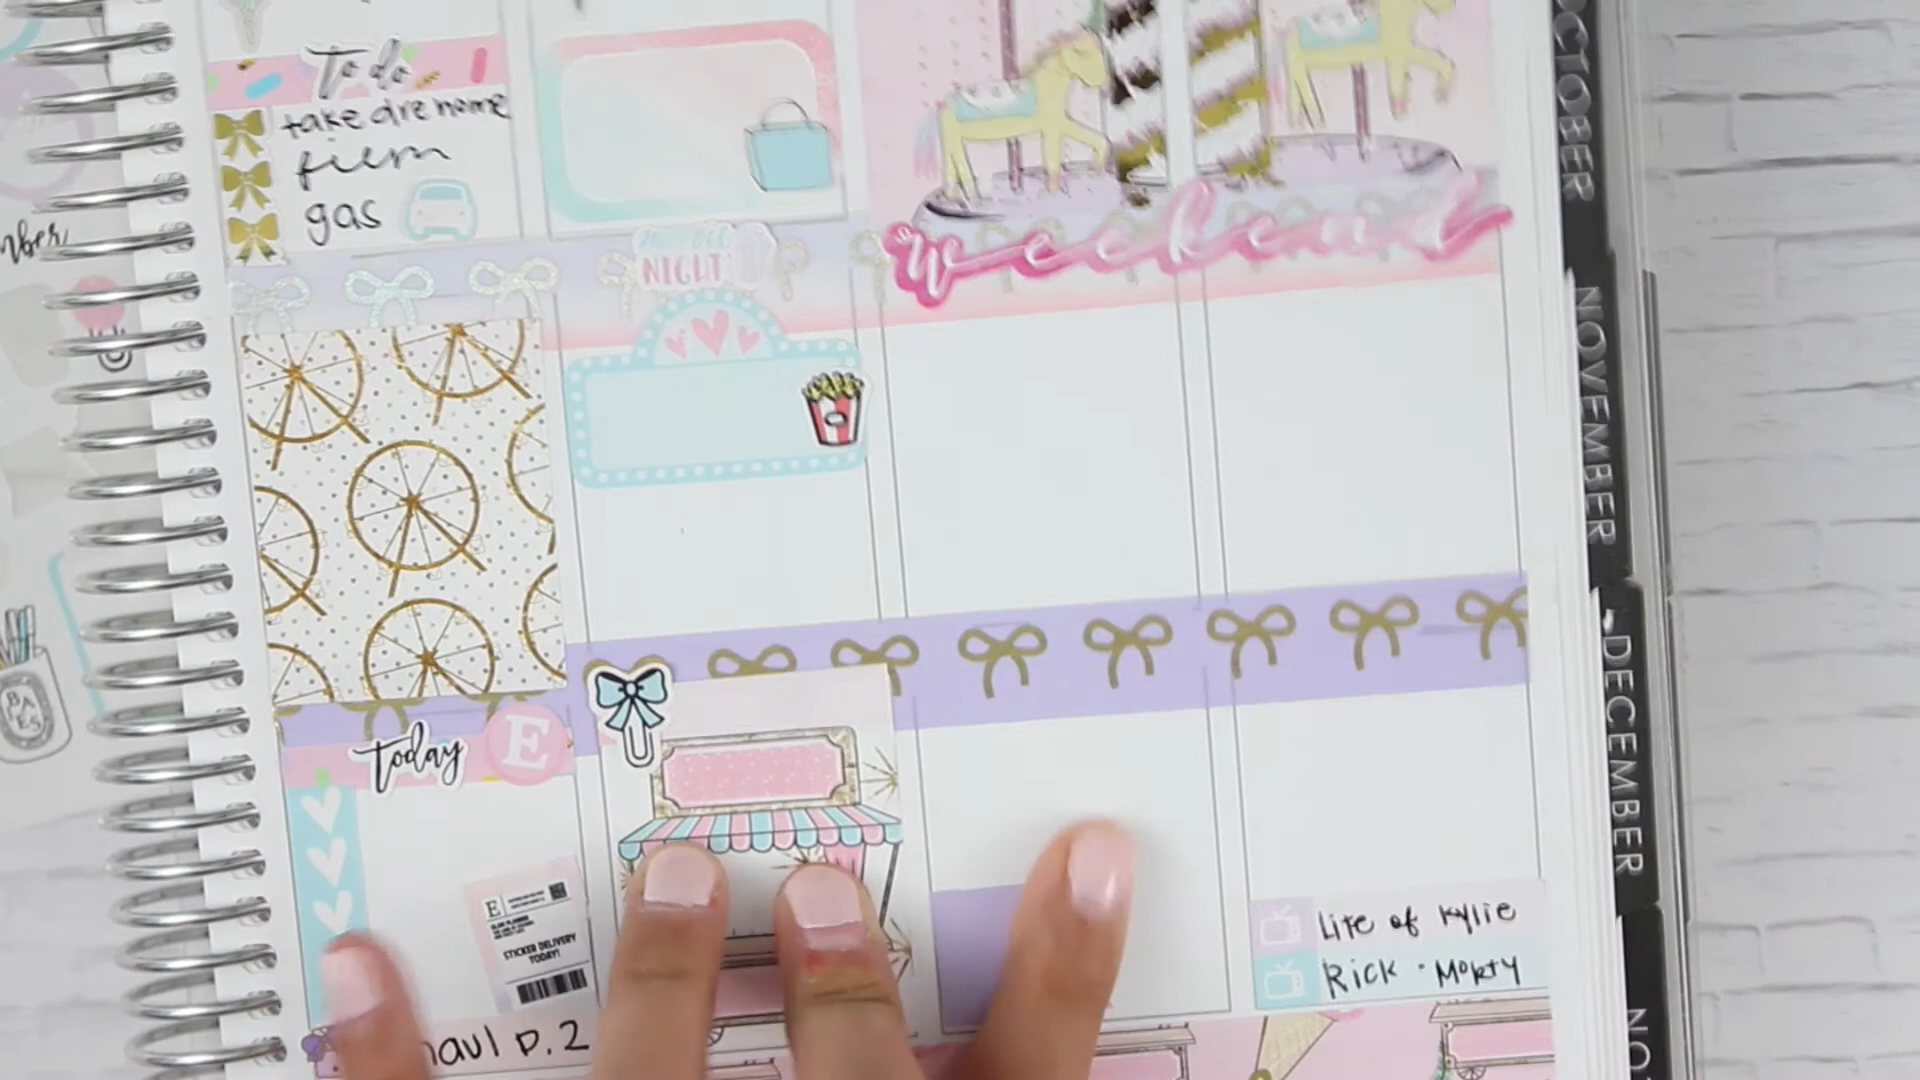 To do
take dre home
film
gas
NIGHT
weekend
OCTOBER
NOVEMBER
DECEMBER
today
E
E
STICKER DELIVERY
TODAY!
Life of Kylie
Rick · Morty
haul p. 2